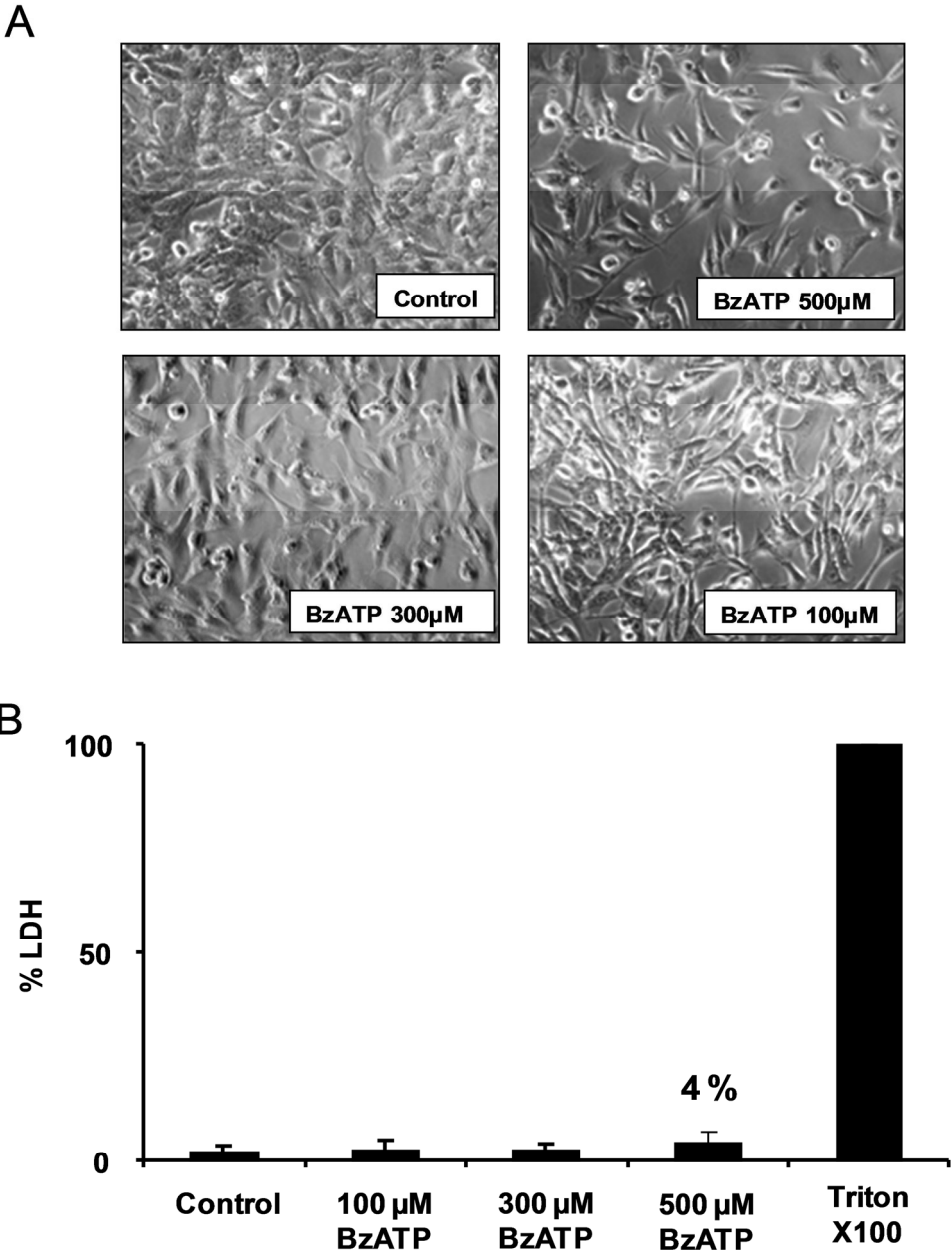 A
Control
BzATP 500µM
BzATP 300µM
BzATP 100µM
B
100
50
0
% LDH
4 %
Control
100 µM
BzATP
300 µM
BzATP
500 µM
BzATP
Triton
X100